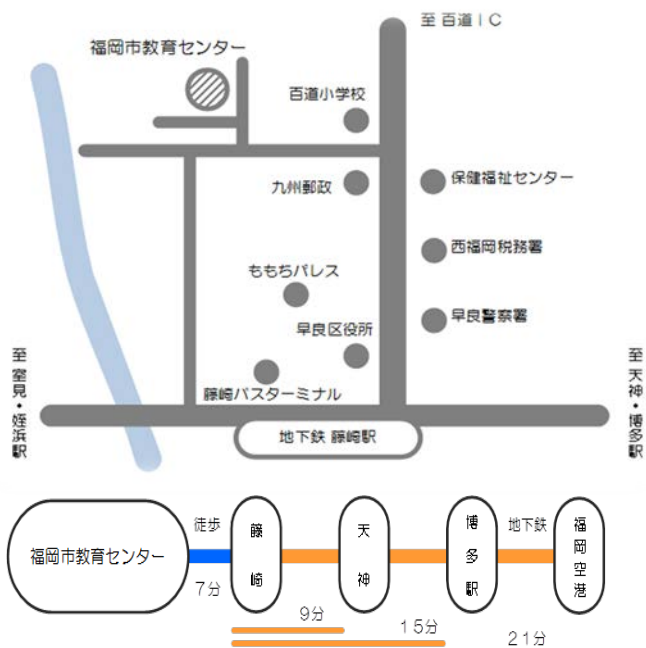 至 百道ＩＣ
福岡市教育センター
百道小学校
九州郵政
保健福祉センター
西福岡税務署
ももちパレス
早良警察署
早良区役所
藤崎バスターミナル
至 室見・姪浜駅
至 天神・博多駅
地下鉄 藤崎駅
福岡市教育センター
徒歩
7分
藤崎
天神
博多駅
地下鉄
福岡空港
9分
１５分
２１分